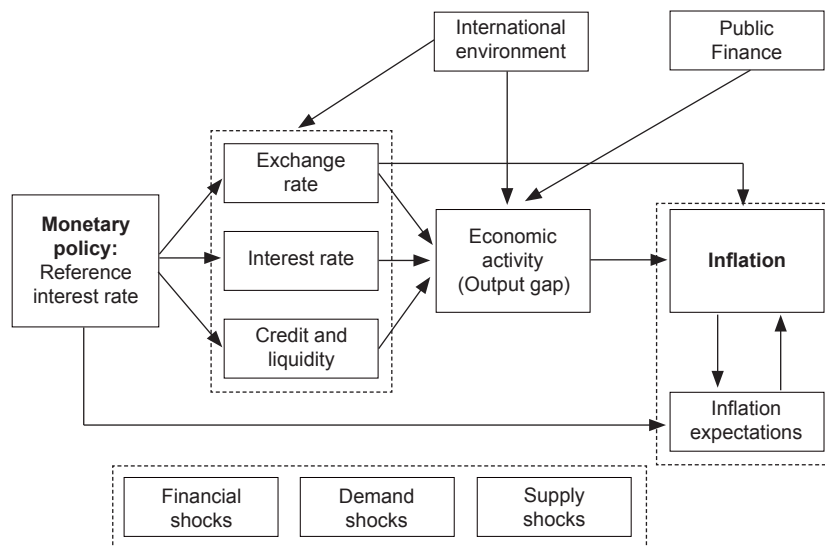 International
environment
Public
Finance
Exchange
rate
Monetary
policy:
Reference
interest rate
Interest rate
Economic
activity
(Output gap)
Inflation
Credit and
liquidity
Inflation
expectations
Financial
shocks
Demand
shocks
Supply
shocks